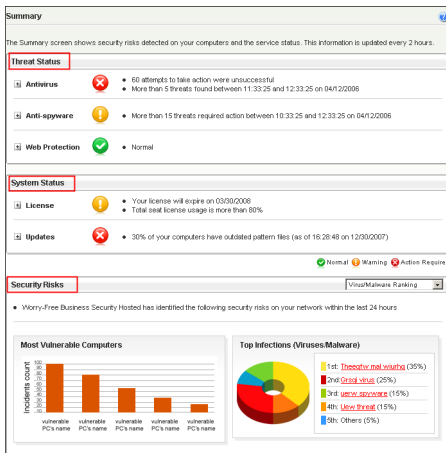 Summary
The Summary screen shows security risks detected on your computers and the service status. This information is updated every 2 hours.
Threat Status
Antivirus
60 attempts to take action were unsuccessful
More than 5 threats found between 11:33:25 and 12:33:25 on 04/12/2006
Anti-spyware
More than 15 threats required action between 10:33:25 and 12:33:25 on 04/12/2006
Web Protection
Normal
System Status
License
Your license will expire on 03/30/2008
Total seat license usage is more than 80%
Updates
30% of your computers have outdated pattern files (as of 16:28:48 on 12/30/2007)
Normal Warning Action Require
Security Risks
Virus/Malware Ranking
Worry-Free Business Security Hosted has identified the following security risks on your network within the last 24 hours
Most Vulnerable Computers
Incidents count
100
90
80
70
60
50
40
30
20
10
vulnerable PC's name
vulnerable PC's name
vulnerable PC's name
vulnerable PC's name
vulnerable PC's name
Top Infections (Viruses/Malware)
1st: Theeqfw mal wiurhq (35%)
2nd: Grsgi virus (25%)
3rd: uerw spyware (15%)
4th: Uew threat (15%)
5th: Others (5%)